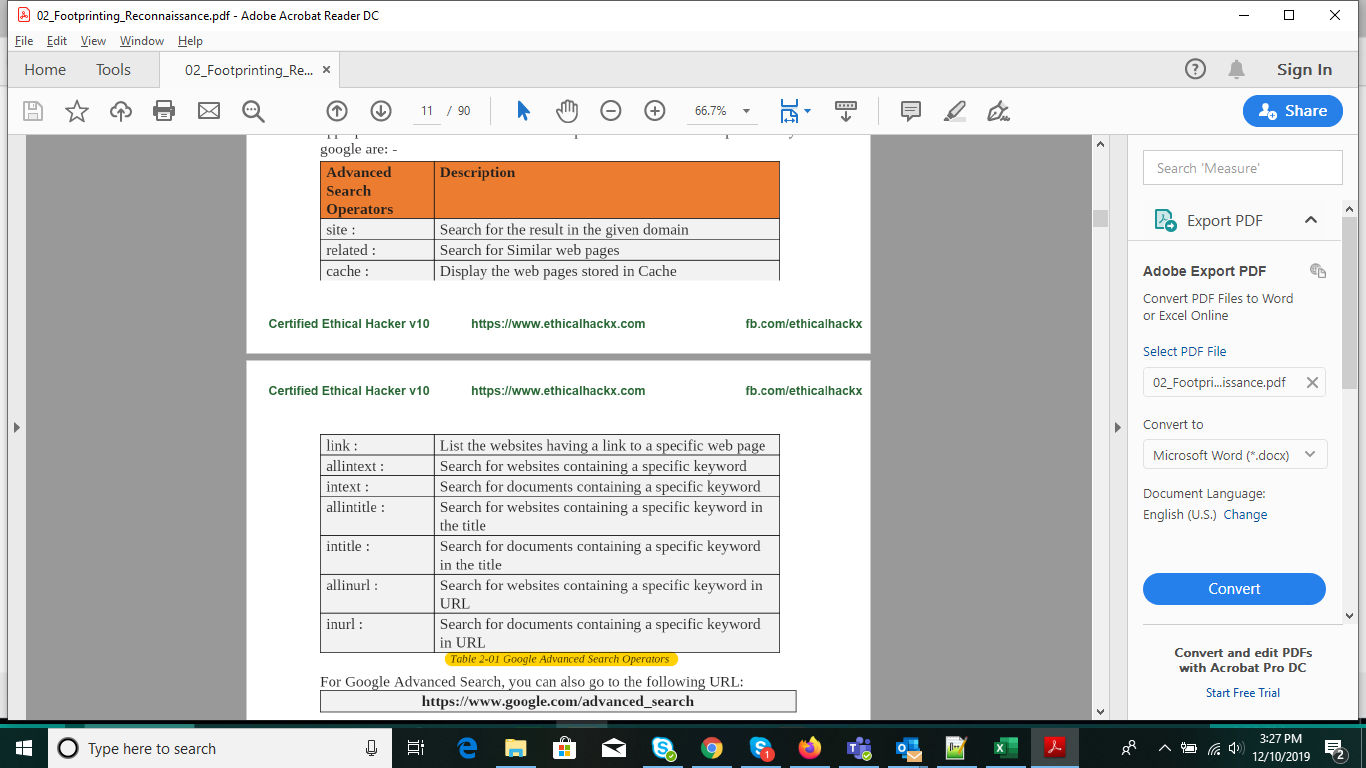 02_Footprinting_Reconnaissance.pdf - Adobe Acrobat Reader DC
File Edit View Window Help
Home Tools 02_Footprinting_Re... × Sign In
11 / 90 66.7% Share
google are: -
Advanced Search Operators Description
site : Search for the result in the given domain
related : Search for Similar web pages
cache : Display the web pages stored in Cache
Certified Ethical Hacker v10 https://www.ethicalhackx.com fb.com/ethicalhackx
Certified Ethical Hacker v10 https://www.ethicalhackx.com fb.com/ethicalhackx
link : List the websites having a link to a specific web page
allintext : Search for websites containing a specific keyword
intext : Search for documents containing a specific keyword
allintitle : Search for websites containing a specific keyword in
the title
intitle : Search for documents containing a specific keyword
in the title
allinurl : Search for websites containing a specific keyword in
URL
inurl : Search for documents containing a specific keyword
in URL
Table 2-01 Google Advanced Search Operators
For Google Advanced Search, you can also go to the following URL:
https://www.google.com/advanced_search
Search 'Measure'
Export PDF
Adobe Export PDF
Convert PDF Files to Word
or Excel Online
Select PDF File
02_Footpri...issance.pdf
Convert to
Microsoft Word (*.docx)
Document Language:
English (U.S.) Change
Convert
Convert and edit PDFs
with Acrobat Pro DC
Start Free Trial
Type here to search
3:27 PM
12/10/2019
2